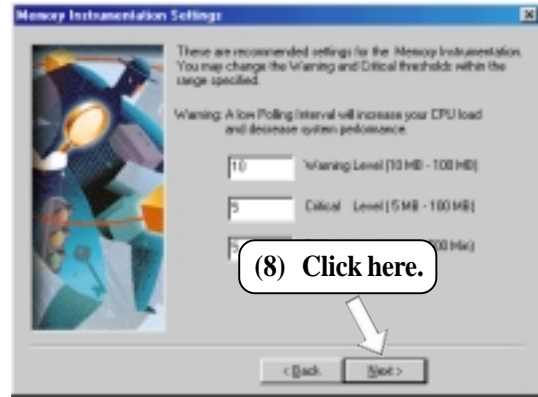 Memory Instrumentation Settings
These are recommended settings for the Memory Instrumentation.
You may change the Warning and Critical thresholds within the
range specified.
Warning: A low Polling Interval will increase your CPU load
and decrease system performance.
10 Warning Level (10 MB - 100 MB)
5 Critical Level (5 MB - 100 MB)
5 Min)
(8) Click here.
< Back Next >